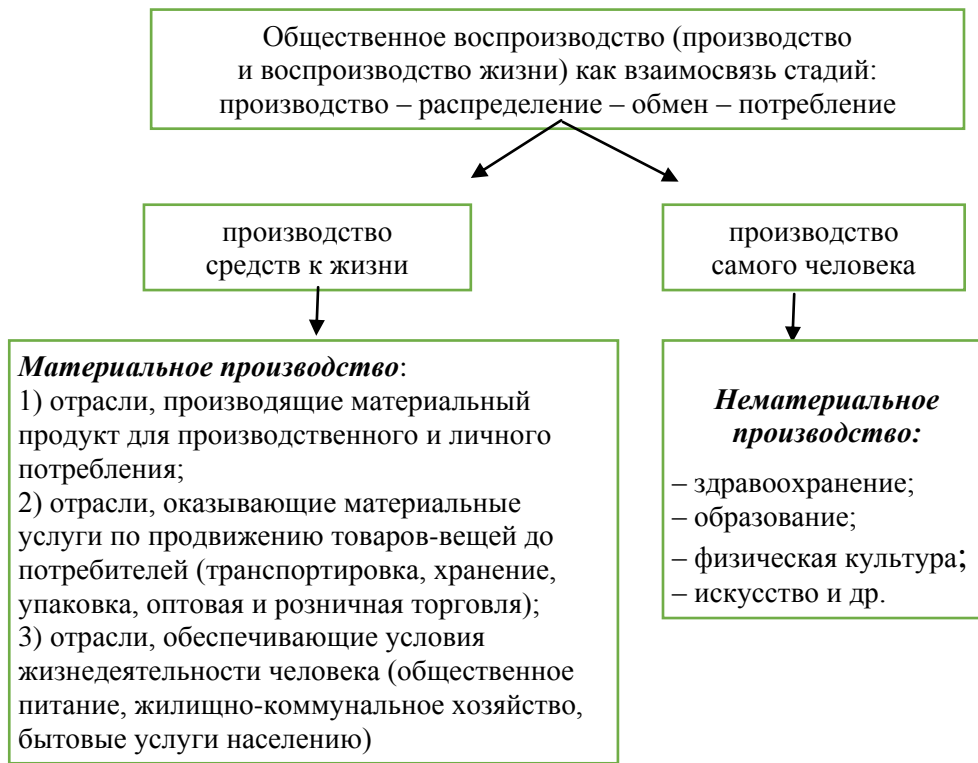 Общественное воспроизводство (производство
и воспроизводство жизни) как взаимосвязь стадий:
производство – распределение – обмен – потребление
производство
средств к жизни
производство
самого человека
Материальное производство:
1) отрасли, производящие материальный
продукт для производственного и личного
потребления;
2) отрасли, оказывающие материальные
услуги по продвижению товаров-вещей до
потребителей (транспортировка, хранение,
упаковка, оптовая и розничная торговля);
3) отрасли, обеспечивающие условия
жизнедеятельности человека (общественное
питание, жилищно-коммунальное хозяйство,
бытовые услуги населению)
Нематериальное
производство:
– здравоохранение;
– образование;
– физическая культура;
– искусство и др.